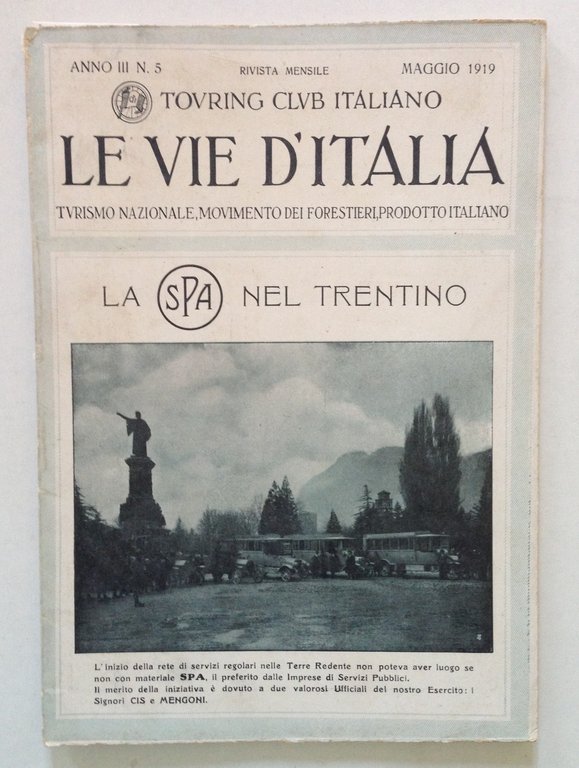 ANNO III N. 5 RIVISTA MENSILE MAGGIO 1919
TOVRING CLVB ITALIANO
LE VIE D'ITALIA
TVRISMO NAZIONALE, MOVIMENTO DEI FORESTIERI, PRODOTTO ITALIANO
LA SPA NEL TRENTINO
L'inizio della rete di servizi regolari nelle Terre Redente non poteva aver luogo se
non con materiale SPA, il preferito dalle Imprese di Servizi Pubblici.
Il merito della iniziativa è dovuto a due valorosi Ufficiali del nostro Esercito: i
Signori CIS e MENGONI.